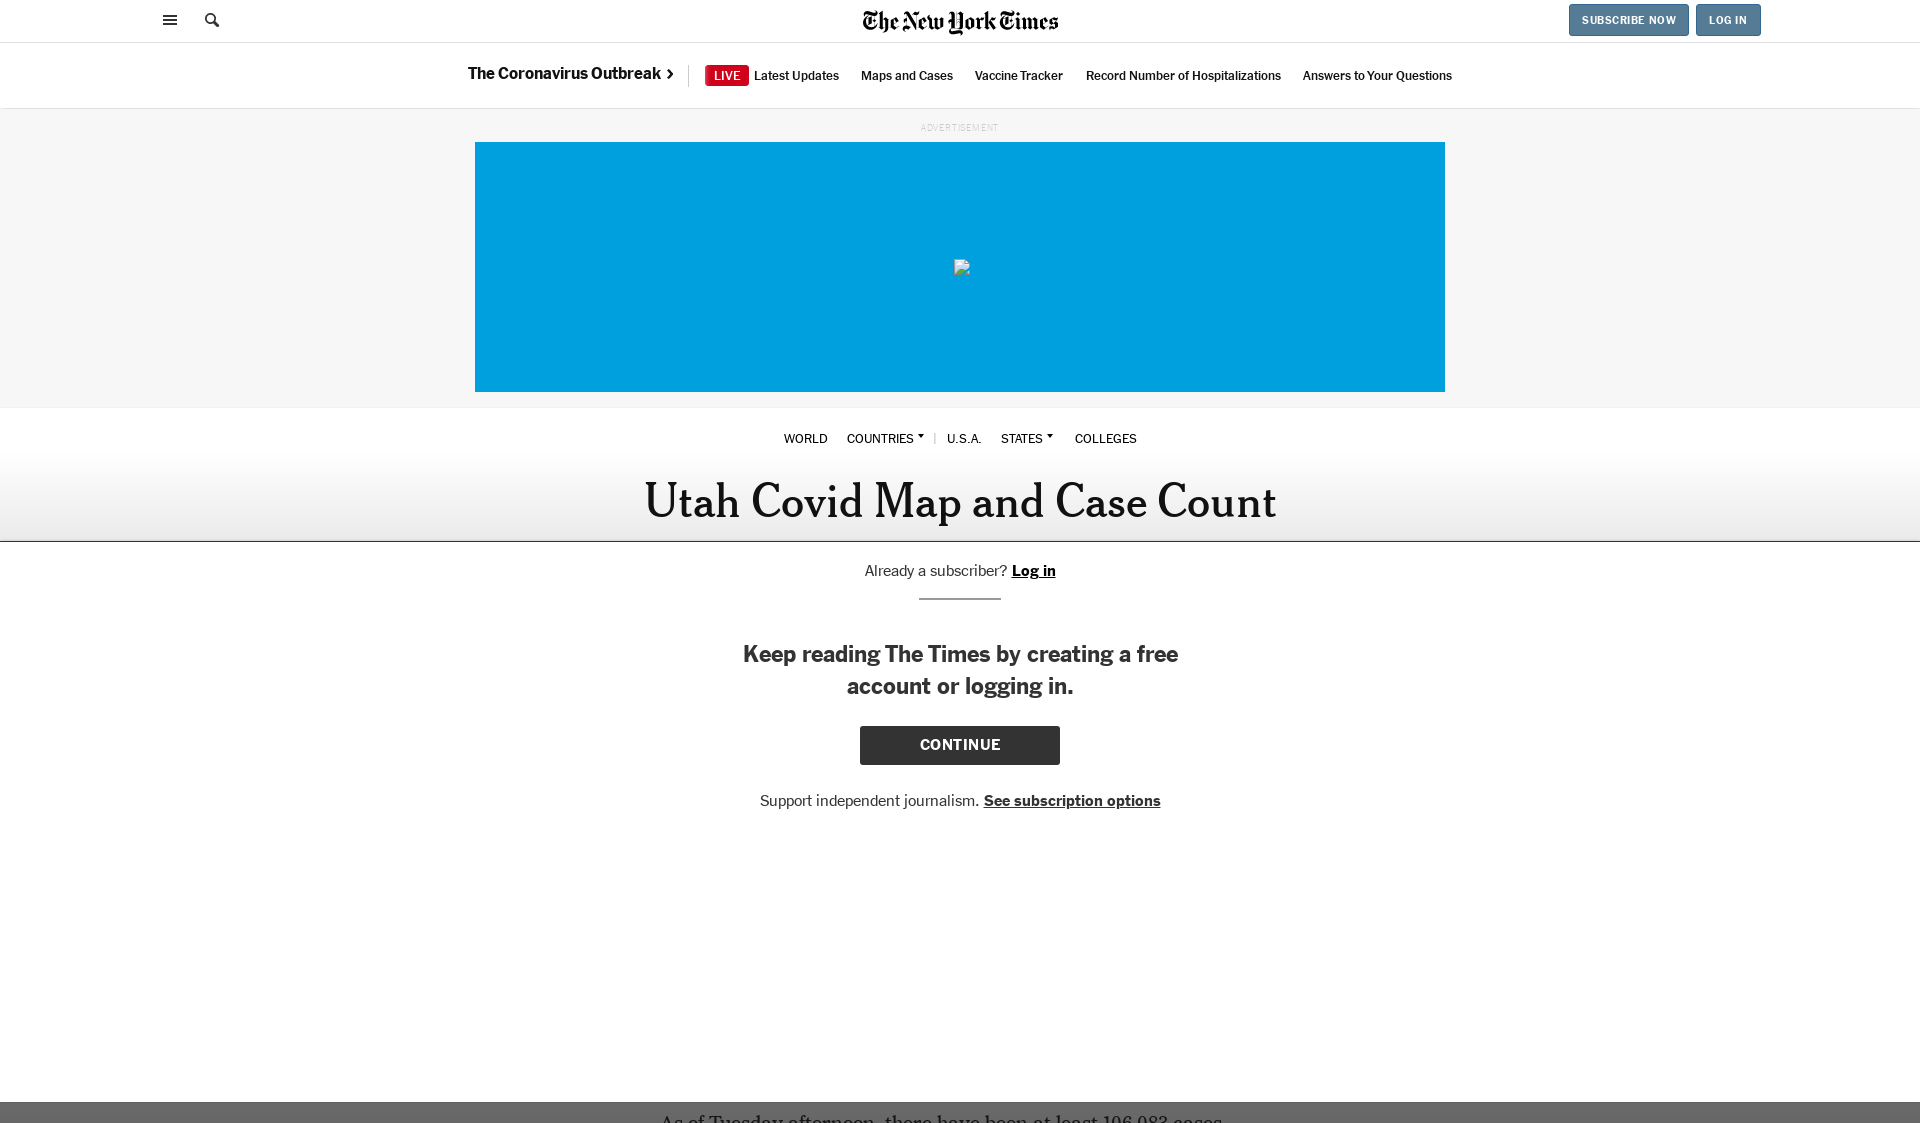 The New York Times
SUBSCRIBE NOW
LOG IN
The Coronavirus Outbreak
LIVE Latest Updates
Maps and Cases
Vaccine Tracker
Record Number of Hospitalizations
Answers to Your Questions
ADVERTISEMENT
WORLD COUNTRIES | U.S.A. STATES COLLEGES
Utah Covid Map and Case Count
Already a subscriber? Log in
Keep reading The Times by creating a free
account or logging in.
CONTINUE
Support independent journalism. See subscription options
As of Tuesday afternoon, there have been at least 106,083 cases